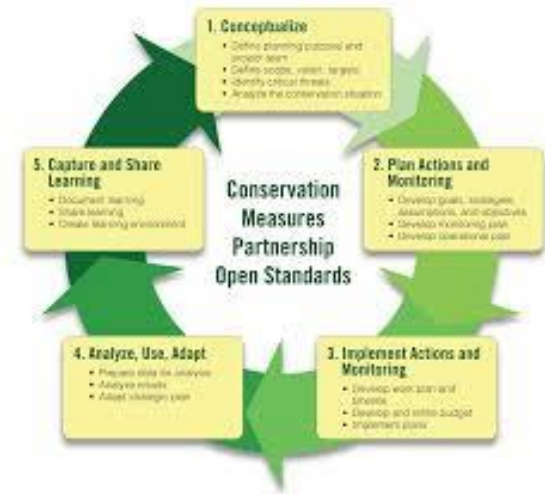 1. Conceptualize
• Define planning purpose and
project team
• Define scope, vision, targets
• Identify critical threats
• Analyze the conservation situation
2. Plan Actions and
Monitoring
• Develop goals, strategies,
assumptions, and objectives
• Develop monitoring plan
• Develop operational plan
3. Implement Actions and
Monitoring
• Develop work plan and
timeline
• Develop and refine budget
• Implement plans
4. Analyze, Use, Adapt
• Prepare data for analysis
• Analyze results
• Adapt strategic plan
5. Capture and Share
Learning
• Document learning
• Share learning
• Create learning environment
Conservation
Measures
Partnership
Open Standards